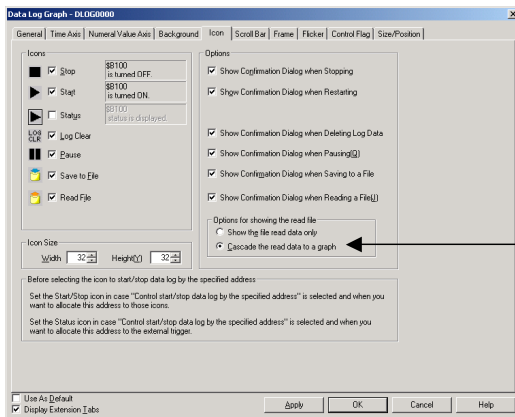 Data Log Graph - DLOG0000
General Time Axis Numeral Value Axis Background Icon Scroll Bar Frame Flicker Control Flag Size/Position
Icons
Stop
$B100
is turned OFF.
Start
$B100
is turned ON.
Status
$B100
status is displayed.
LOG
CLR
Log Clear
Pause
Save to File
Read File
Icon Size
Width 32 Height(Y) 32
Options
Show Confirmation Dialog when Stopping
Show Confirmation Dialog when Restarting
Show Confirmation Dialog when Deleting Log Data
Show Confirmation Dialog when Pausing(Q)
Show Confirmation Dialog when Saving to a File
Show Confirmation Dialog when Reading a File(J)
Options for showing the read file
Show the file read data only
Cascade the read data to a graph
Before selecting the icon to start/stop data log by the specified address
Set the Start/Stop icon in case "Control start/stop data log by the specified address" is selected and when you
want to allocate this address to those icons.
Set the Status icon in case "Control start/stop data log by the specified address" is selected and when you
want to allocate this address to the external trigger.
Use As Default
Display Extension Tabs
Apply OK Cancel Help